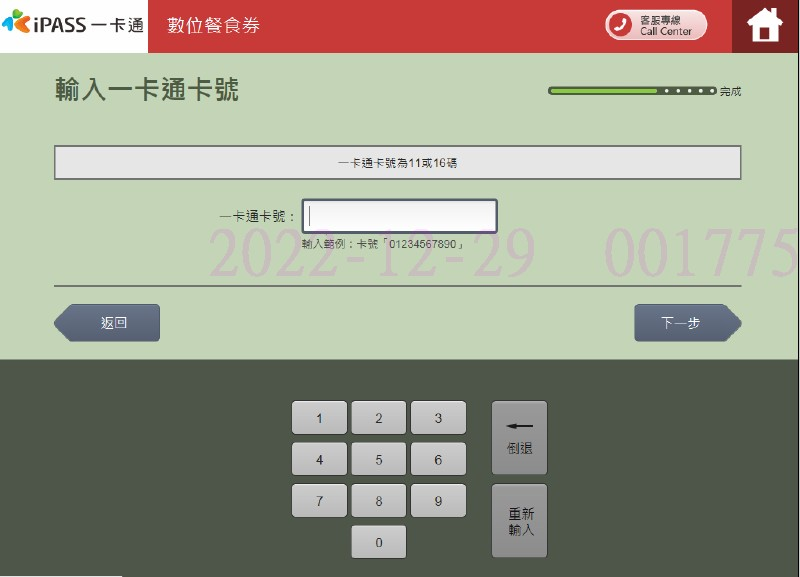 iPASS 一卡通
數位餐食券
客服專線
Call Center
輸入一卡通卡號
完成
一卡通卡號為11或16碼
一卡通卡號：
輸入範例：卡號「01234567890」
2022-12-29 001775
返回
下一步
1 2 3
倒退
4 5 6
7 8 9
重新
輸入
0